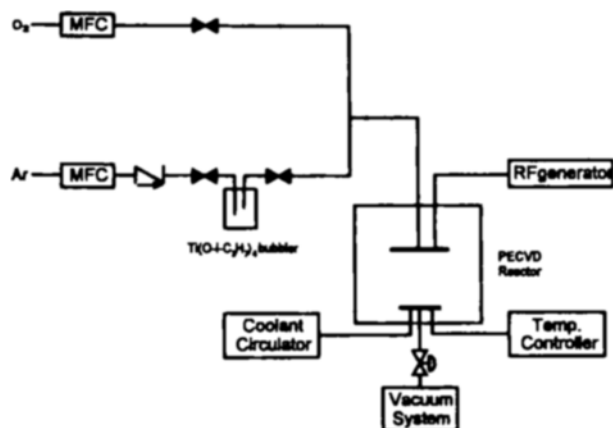 O₂ MFC
Ar MFC
RFgenerator
Ti(O-i-C₃H₇)₄ bubbler
PECVD
Reactor
Coolant
Circulator
Temp.
Controller
Vacuum
System